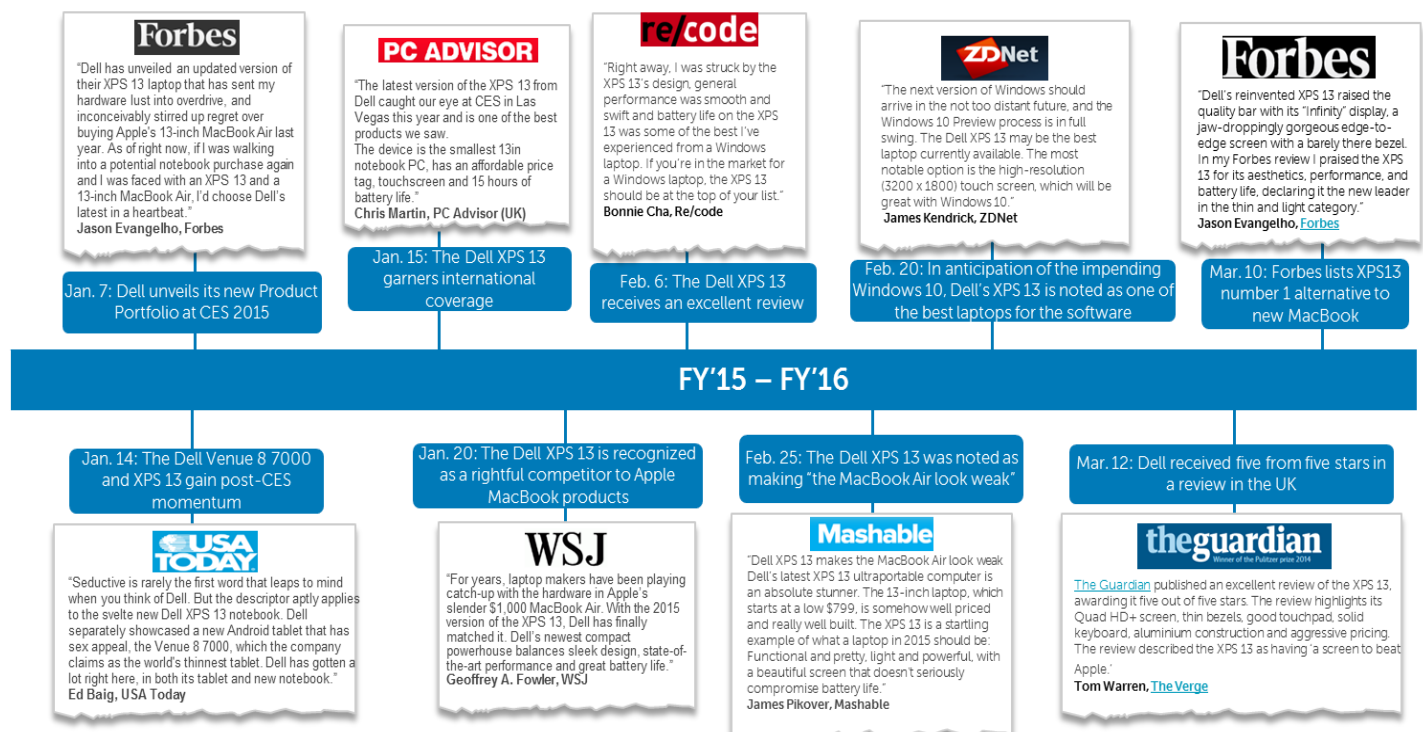 Forbes
“Dell has unveiled an updated version of
their XPS 13 laptop that has sent my
hardware lust into overdrive, and
inconceivably stirred up regret over
buying Apple’s 13-inch MacBook Air last
year. As of right now, if I was walking
into a potential notebook purchase again
and I was faced with an XPS 13 and a
13-inch MacBook Air, I’d choose Dell’s
latest in a heartbeat.”
Jason Evangelho, Forbes
Jan. 7: Dell unveils its new Product
Portfolio at CES 2015
PC ADVISOR
“The latest version of the XPS 13 from
Dell caught our eye at CES in Las
Vegas this year and is one of the best
products we saw.
The device is the smallest 13in
notebook PC, has an affordable price
tag, touchscreen and 15 hours of
battery life.”
Chris Martin, PC Advisor (UK)
Jan. 15: The Dell XPS 13
garners international
coverage
re/code
“Right away, I was struck by the
XPS 13’s design, general
performance was smooth and
swift and battery life on the XPS
13 was some of the best I’ve
experienced from a Windows
laptop. If you’re in the market for
a Windows laptop, the XPS 13
should be at the top of your list.”
Bonnie Cha, Re/code
Feb. 6: The Dell XPS 13
receives an excellent review
ZDNet
“The next version of Windows should
arrive in the not too distant future, and the
Windows 10 Preview process is in full
swing. The Dell XPS 13 may be the best
laptop currently available. The most
notable option is the high-resolution
(3200 x 1800) touch screen, which will be
great with Windows 10.”
James Kendrick, ZDNet
Feb. 20: In anticipation of the impending
Windows 10, Dell’s XPS 13 is noted as one of
the best laptops for the software
Forbes
“Dell’s reinvented XPS 13 raised the
quality bar with its “Infinity” display, a
jaw-droppingly gorgeous edge-to-
edge screen with a barely there bezel.
In my Forbes review I praised the XPS
13 for its aesthetics, performance, and
battery life, declaring it the new leader
in the thin and light category.”
Jason Evangelho, Forbes
Mar. 10: Forbes lists XPS13
number 1 alternative to
new MacBook
FY’15 – FY’16
Jan. 14: The Dell Venue 8 7000
and XPS 13 gain post-CES
momentum
USA
TODAY.
“Seductive is rarely the first word that leaps to mind
when you think of Dell. But the descriptor aptly applies
to the svelte new Dell XPS 13 notebook. Dell
separately showcased a new Android tablet that has
sex appeal, the Venue 8 7000, which the company
claims as the world’s thinnest tablet. Dell has gotten a
lot right here, in both its tablet and new notebook.”
Ed Baig, USA Today
Jan. 20: The Dell XPS 13 is recognized
as a rightful competitor to Apple
MacBook products
WSJ
“For years, laptop makers have been playing
catch-up with the hardware in Apple’s
slender $1,000 MacBook Air. With the 2015
version of the XPS 13, Dell has finally
matched it. Dell’s newest compact
powerhouse balances sleek design, state-of-
the-art performance and great battery life.”
Geoffrey A. Fowler, WSJ
Feb. 25: The Dell XPS 13 was noted as
making “the MacBook Air look weak”
Mashable
“Dell XPS 13 makes the MacBook Air look weak
Dell’s latest XPS 13 ultraportable computer is
an absolute stunner. The 13-inch laptop, which
starts at a low $799, is somehow well priced
and really well built. The XPS 13 is a startling
example of what a laptop in 2015 should be:
Functional and pretty, light and powerful, with
a beautiful screen that doesn’t seriously
compromise battery life.”
James Pikover, Mashable
Mar. 12: Dell received five from five stars in
a review in the UK
theguardian
Winner of the Pulitzer prize 2014
The Guardian published an excellent review of the XPS 13,
awarding it five out of five stars. The review highlights its
Quad HD+ screen, thin bezels, good touchpad, solid
keyboard, aluminium construction and aggressive pricing.
The review described the XPS 13 as having ‘a screen to beat
Apple.’
Tom Warren, The Verge